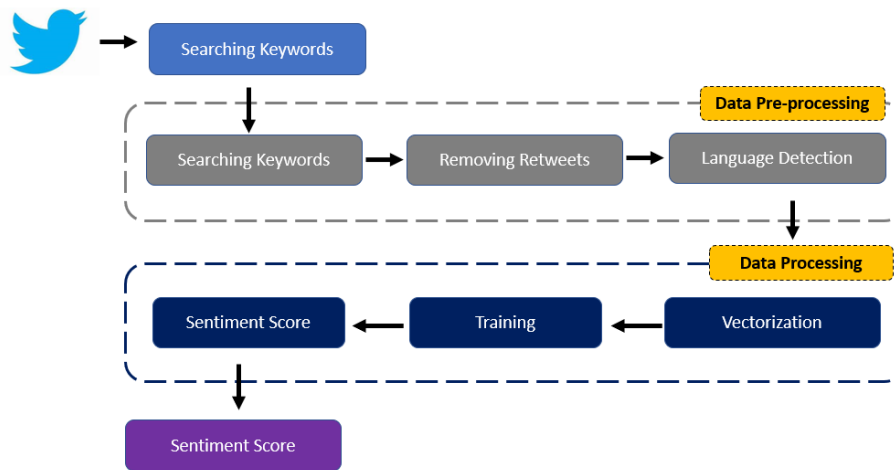 Searching Keywords
Data Pre-processing
Searching Keywords
Removing Retweets
Language Detection
Data Processing
Sentiment Score
Training
Vectorization
Sentiment Score